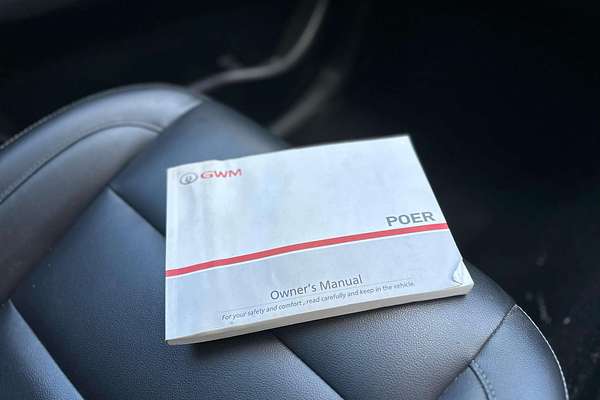 GWM
POER
Owner's Manual
For your safety and comfort, read carefully and keep in the vehicle.